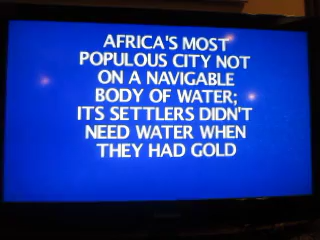 AFRICA'S MOST
POPULOUS CITY NOT
ON A NAVIGABLE
BODY OF WATER;
ITS SETTLERS DIDN'T
NEED WATER WHEN
THEY HAD GOLD